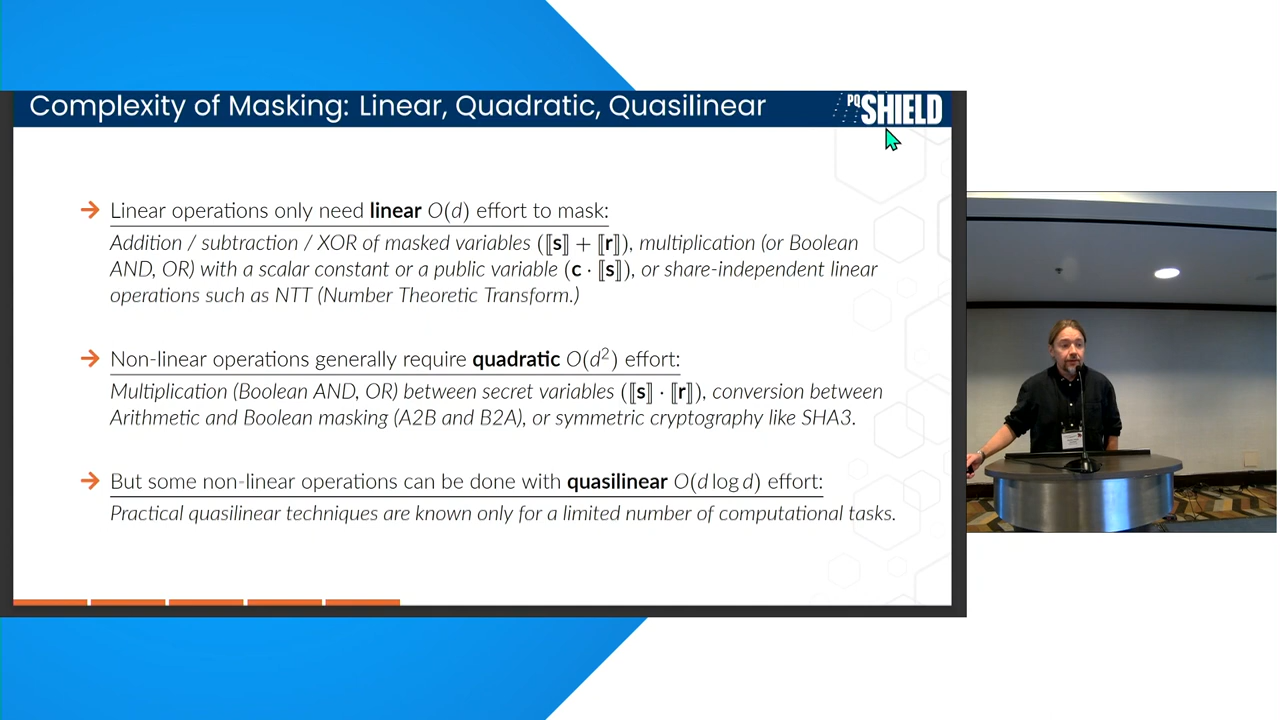 Complexity of Masking: Linear, Quadratic, Quasilinear
PQ SHIELD
→ Linear operations only need linear O(d) effort to mask:
Addition / subtraction / XOR of masked variables (⟦s⟧ + ⟦r⟧), multiplication (or Boolean
AND, OR) with a scalar constant or a public variable (c · ⟦s⟧), or share-independent linear
operations such as NTT (Number Theoretic Transform.)
→ Non-linear operations generally require quadratic O(d²) effort:
Multiplication (Boolean AND, OR) between secret variables (⟦s⟧ · ⟦r⟧), conversion between
Arithmetic and Boolean masking (A2B and B2A), or symmetric cryptography like SHA3.
→ But some non-linear operations can be done with quasilinear O(d log d) effort:
Practical quasilinear techniques are known only for a limited number of computational tasks.